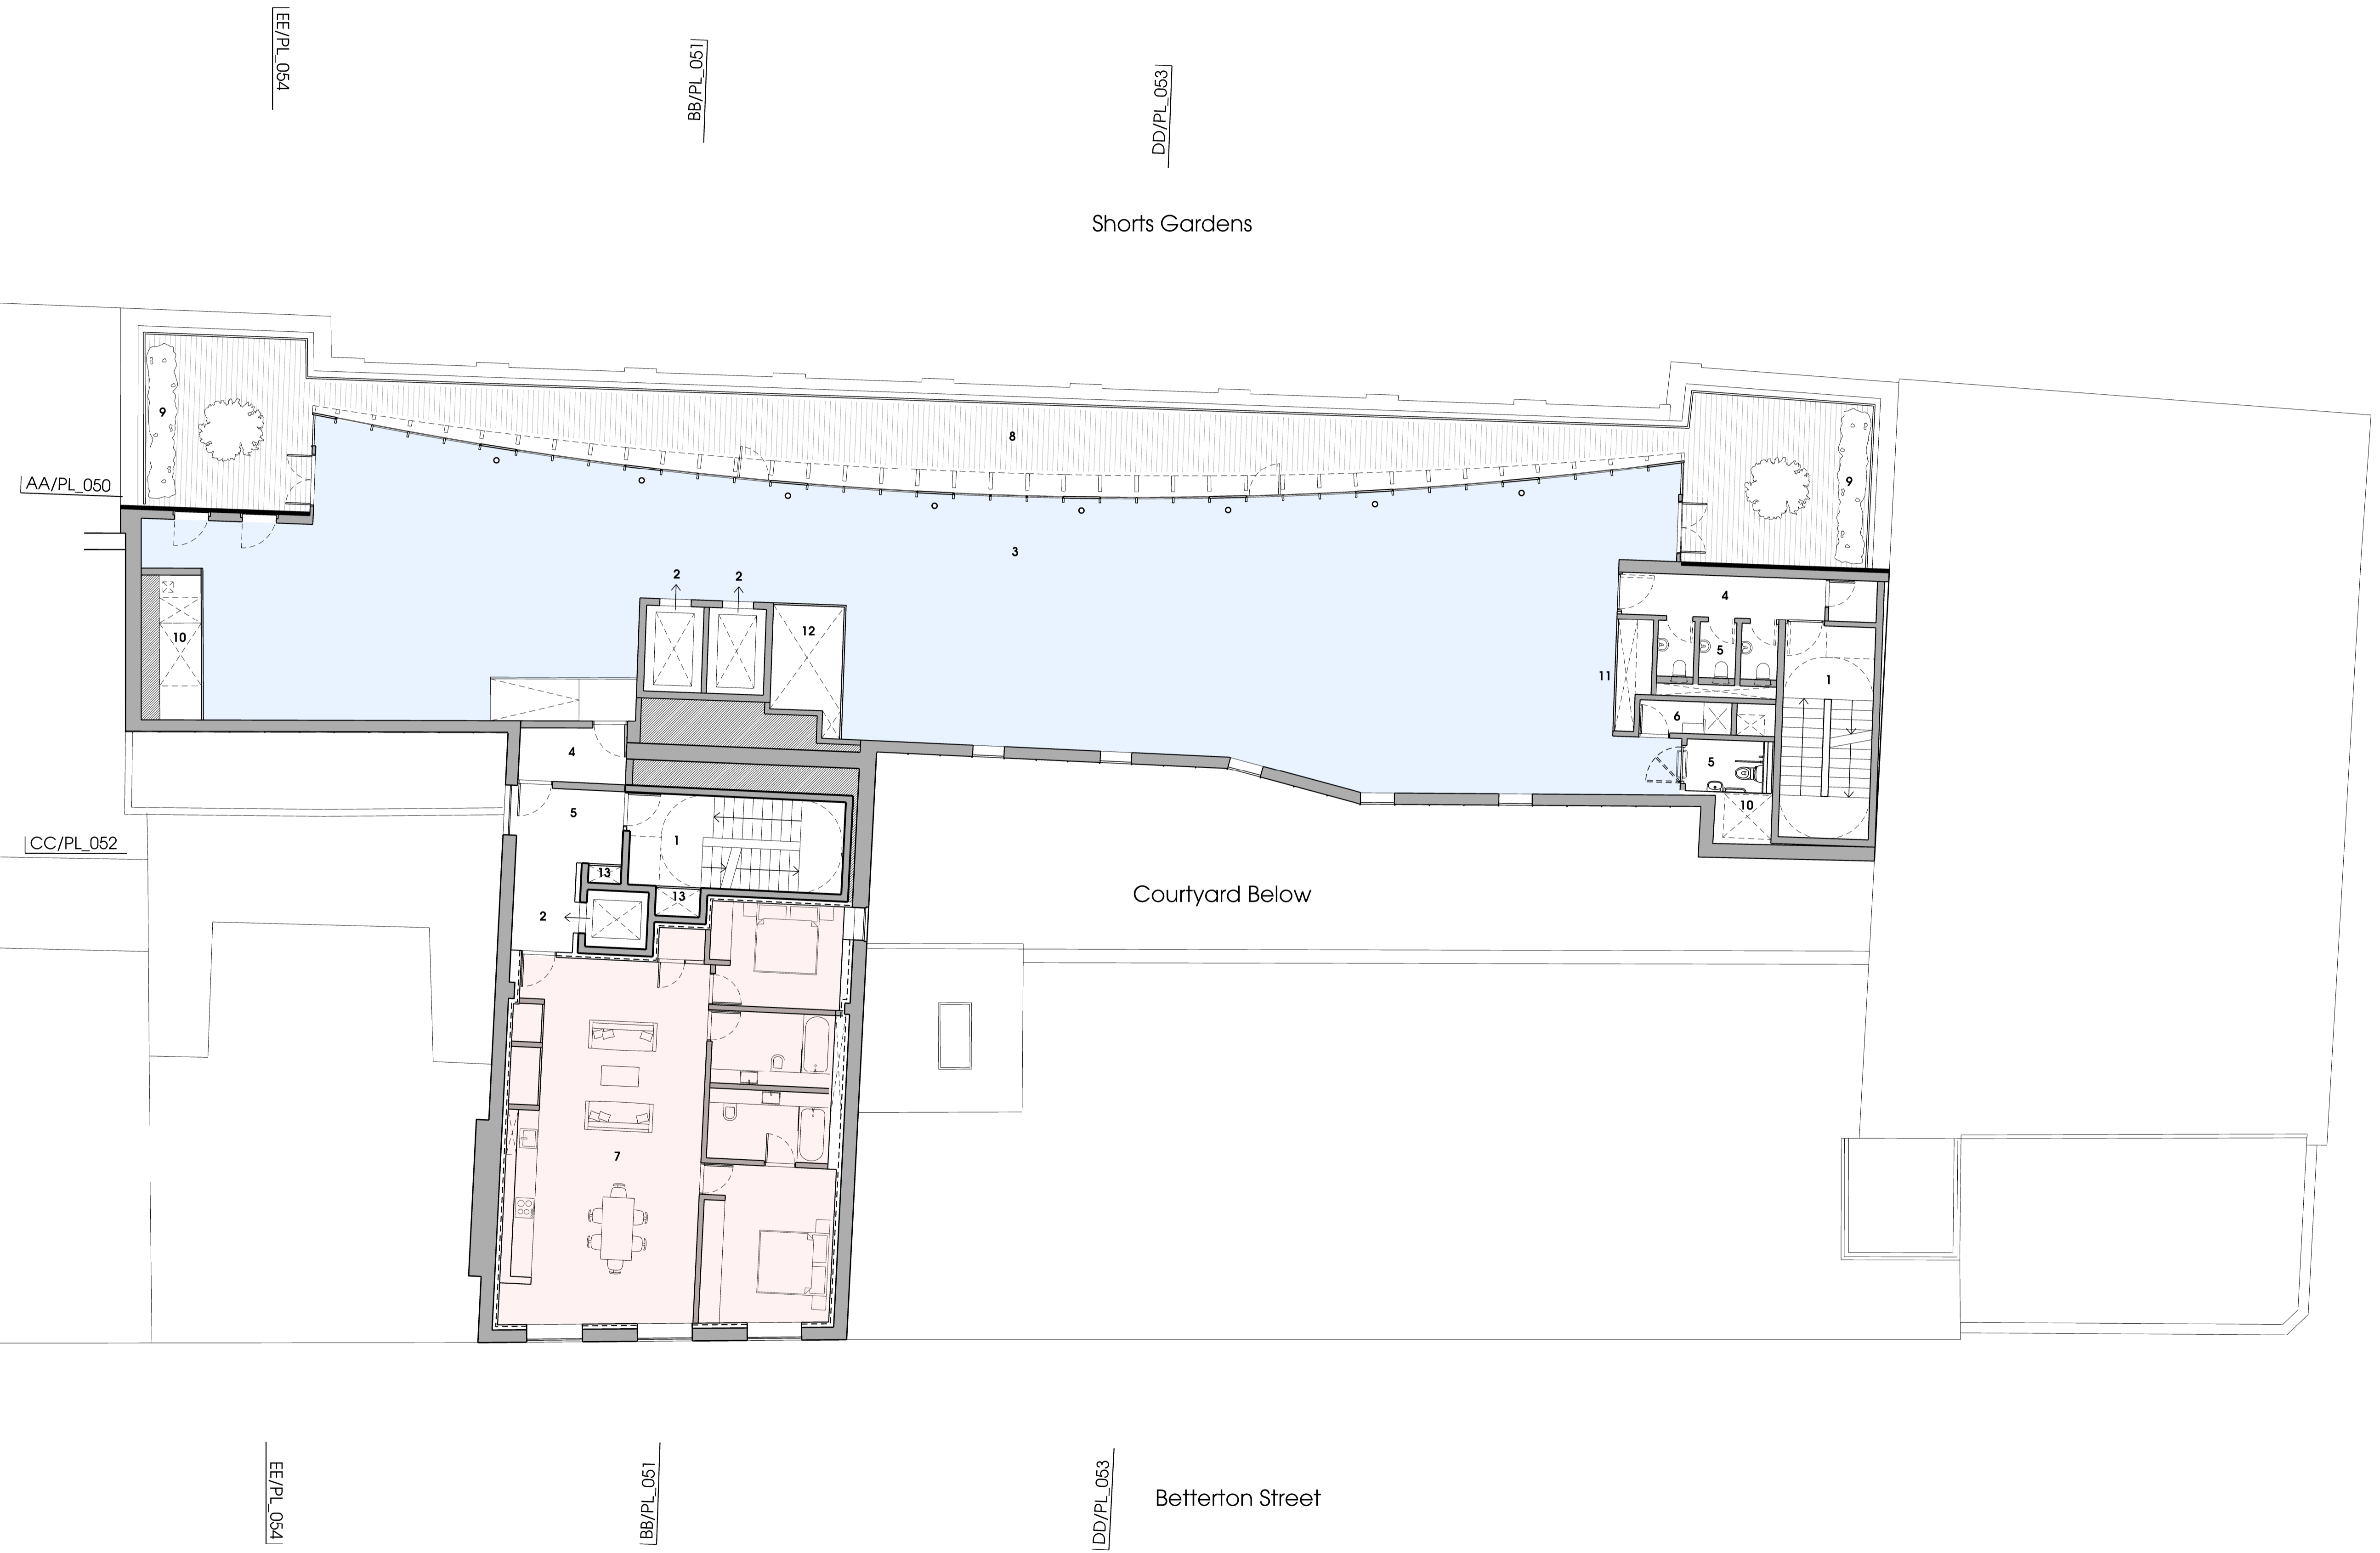 EE/PL_054
BB/PL_051
DD/PL_053
Shorts Gardens
9
8
AA/PL_050
9
3
2
2
4
10
12
5
11
1
6
4
5
10
5
1
CC/PL_052
13
13
Courtyard Below
2
7
EE/PL_054
BB/PL_051
DD/PL_053
Betterton Street